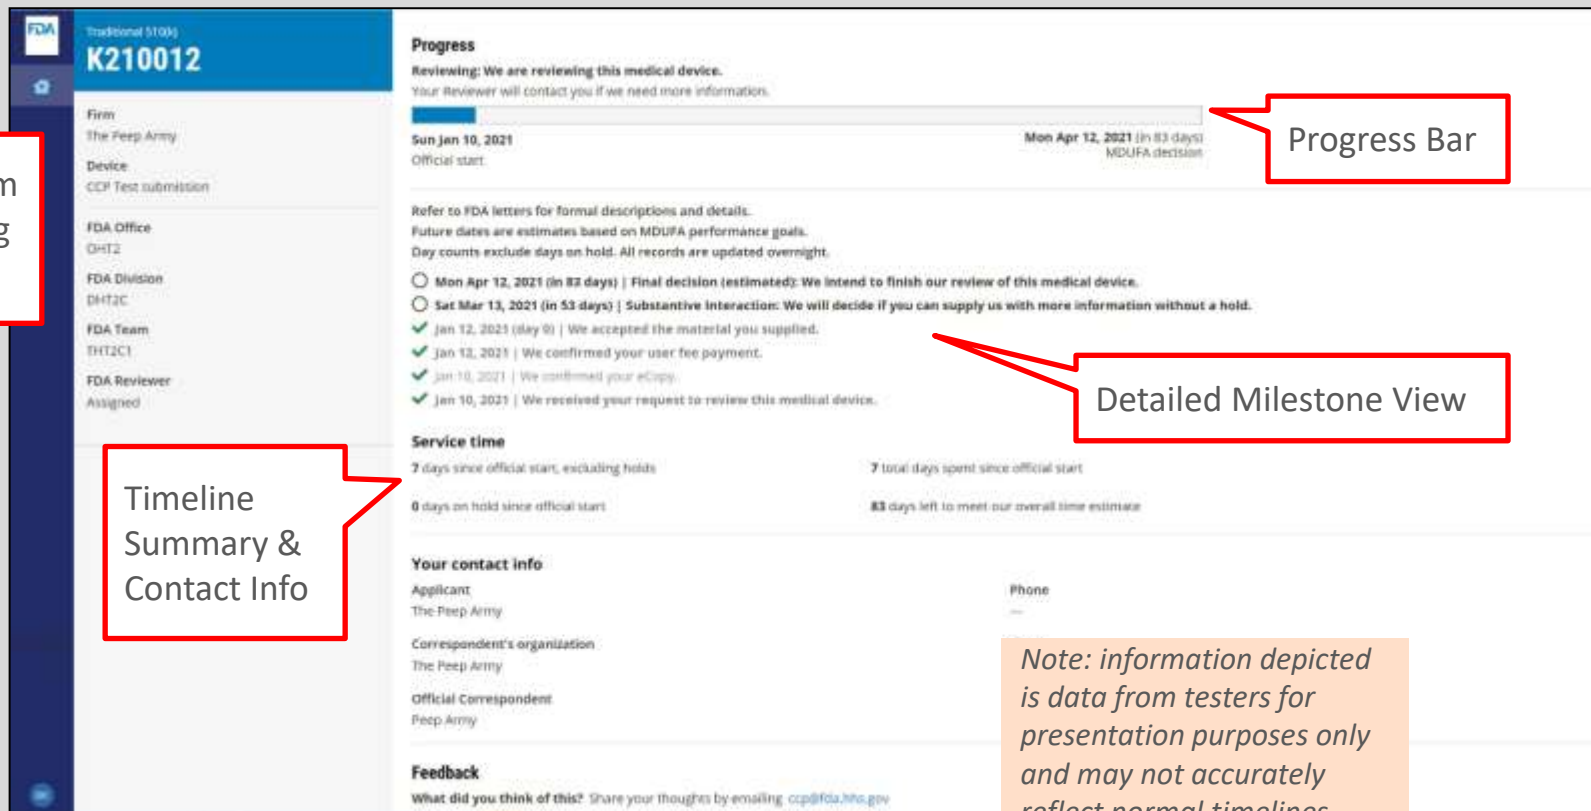 FDA
Traditional 510(k)
K210012
Firm
The Peep Army
Device
CCP Test submission
FDA Office
OHT2
FDA Division
DHT2C
FDA Team
THT2C1
FDA Reviewer
Assigned
m
g
Timeline
Summary &
Contact Info
Progress
Reviewing: We are reviewing this medical device.
Your Reviewer will contact you if we need more information.
Sun Jan 10, 2021
Official start
Mon Apr 12, 2021 (in 83 days)
MDUFA decision
Progress Bar
Refer to FDA letters for formal descriptions and details.
Future dates are estimates based on MDUFA performance goals.
Day counts exclude days on hold. All records are updated overnight.
Mon Apr 12, 2021 (in 83 days) | Final decision (estimated): We intend to finish our review of this medical device.
Sat Mar 13, 2021 (in 53 days) | Substantive Interaction: We will decide if you can supply us with more information without a hold.
Jan 12, 2021 (day 0) | We accepted the material you supplied.
Jan 12, 2021 | We confirmed your user fee payment.
Jan 10, 2021 | We confirmed your eCopy.
Jan 10, 2021 | We received your request to review this medical device.
Detailed Milestone View
Service time
7 days since official start, excluding holds
7 total days spent since official start
0 days on hold since official start
83 days left to meet our overall time estimate
Your contact info
Applicant
The Peep Army
Phone
—
Correspondent's organization
The Peep Army
Official Correspondent
Peep Army
Note: information depicted
is data from testers for
presentation purposes only
and may not accurately
reflect normal timelines
Feedback
What did you think of this? Share your thoughts by emailing ccp@fda.hhs.gov